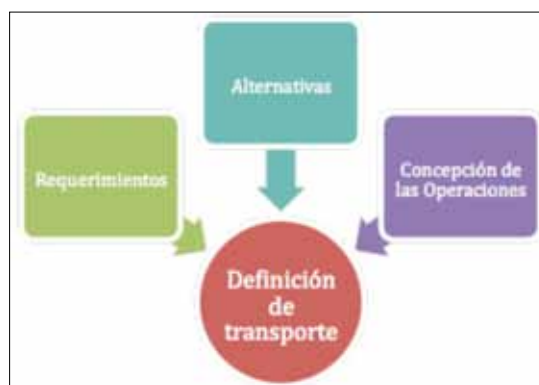 Alternativas
Requerimientos
Concepción de
las Operaciones
Definición
de
transporte